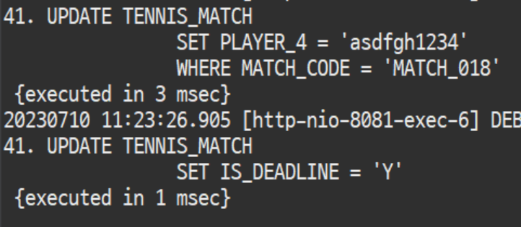 41. UPDATE TENNIS_MATCH
SET PLAYER_4 = 'asdfgh1234'
WHERE MATCH_CODE = 'MATCH_018'
{executed in 3 msec}
20230710 11:23:26.905 [http-nio-8081-exec-6] DEB
41. UPDATE TENNIS_MATCH
SET IS_DEADLINE = 'Y'
{executed in 1 msec}